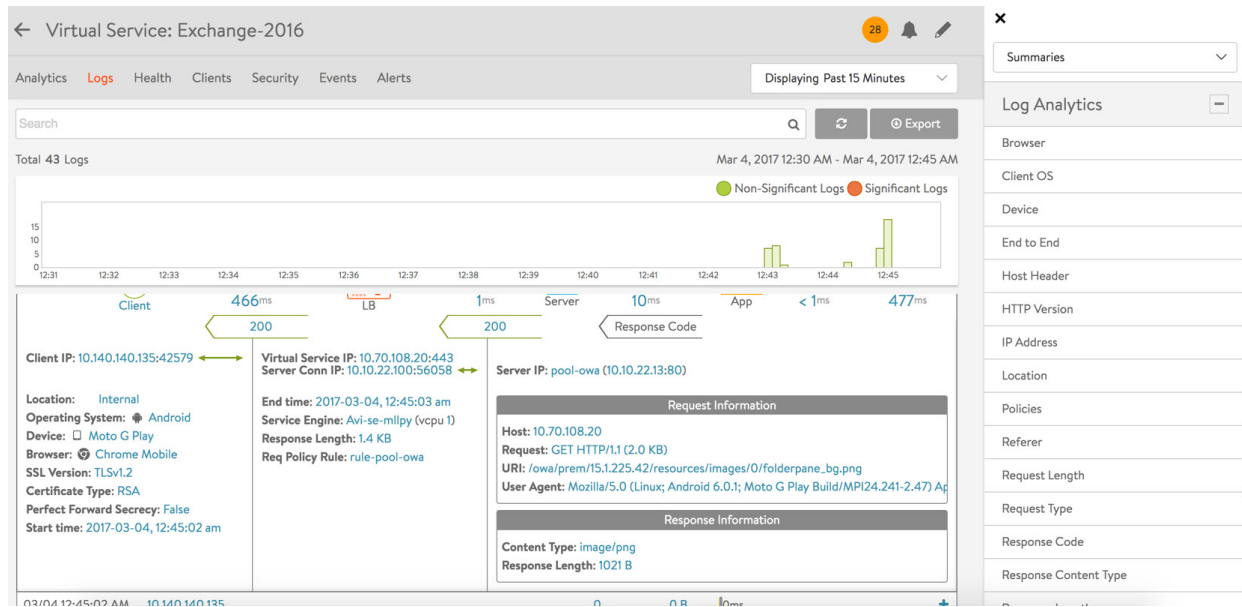 Virtual Service: Exchange-2016
28
Analytics Logs Health Clients Security Events Alerts
Displaying Past 15 Minutes
Search
Export
Total 43 Logs
Mar 4, 2017 12:30 AM - Mar 4, 2017 12:45 AM
Non-Significant Logs Significant Logs
15
10
5
0
12:31 12:32 12:33 12:34 12:35 12:36 12:37 12:38 12:39 12:40 12:41 12:42 12:43 12:44 12:45
Client 466ms LB 1ms Server 10ms App < 1ms 477ms
200 200 Response Code
Client IP: 10.140.140.135:42579
Location: Internal
Operating System: Android
Device: Moto G Play
Browser: Chrome Mobile
SSL Version: TLSv1.2
Certificate Type: RSA
Perfect Forward Secrecy: False
Start time: 2017-03-04, 12:45:02 am
Virtual Service IP: 10.70.108.20:443
Server Conn IP: 10.10.22.100:56058
End time: 2017-03-04, 12:45:03 am
Service Engine: Avi-se-mllpy (vcpu 1)
Response Length: 1.4 KB
Req Policy Rule: rule-pool-owa
Server IP: pool-owa (10.10.22.13:80)
Request Information
Host: 10.70.108.20
Request: GET HTTP/1.1 (2.0 KB)
URI: /owa/prem/15.1.225.42/resources/images/0/folderpane_bg.png
User Agent: Mozilla/5.0 (Linux; Android 6.0.1; Moto G Play Build/MPI24.241-2.47) Ap
Response Information
Content Type: image/png
Response Length: 1021 B
03/04 12:45:02 AM 10.140.140.135 0 0 B 0ms +
Summaries
Log Analytics
Browser
Client OS
Device
End to End
Host Header
HTTP Version
IP Address
Location
Policies
Referer
Request Length
Request Type
Response Code
Response Content Type